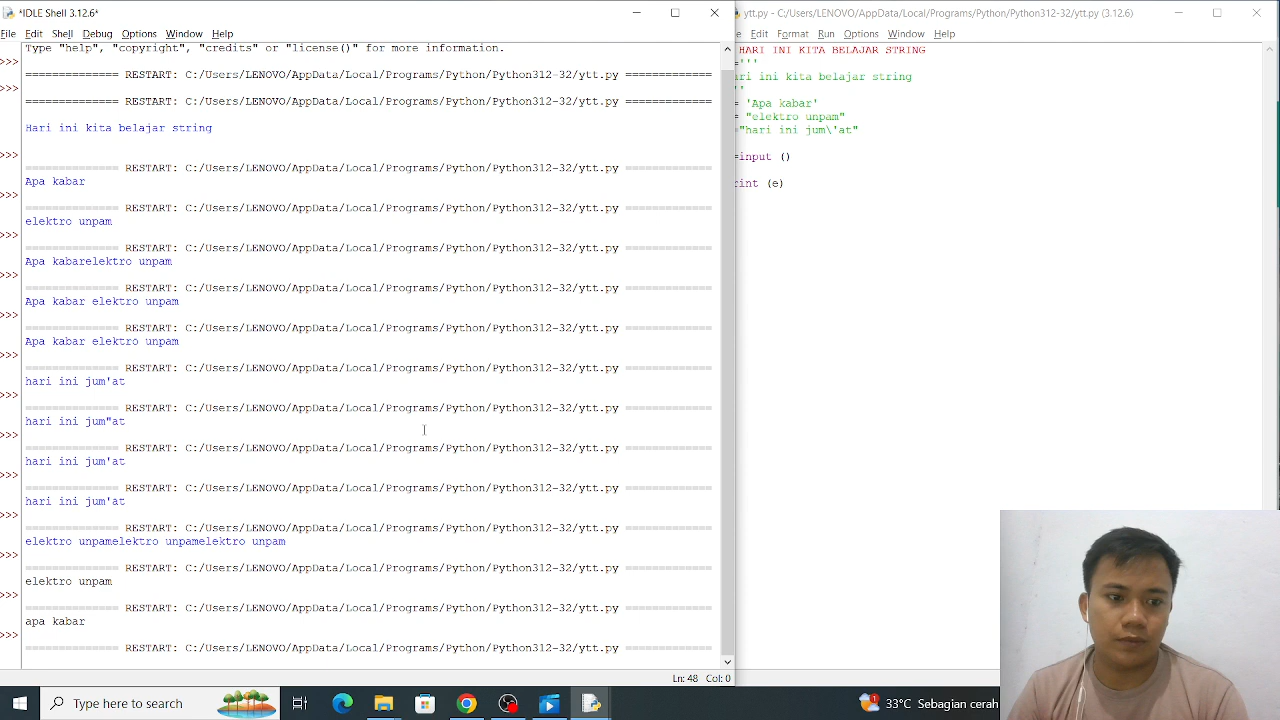 *IDLE Shell 3.12.6*
File Edit Shell Debug Options Window Help
"help", "copyright", "credits" or "license()" for more information.
>>>
============ RESTART: C:/Users/LENOVO/AppData/Local/Programs/Python/Python312-32/ytt.py ============
>>>
============ RESTART: C:/Users/LENOVO/AppData/Local/Programs/Python/Python312-32/ytt.py ============
Hari ini kita belajar string
>>>
============ RESTART: C:/Users/LENOVO/AppData/Local/Programs/Python/Python312-32/ytt.py ============
Apa kabar
>>>
============ RESTART: C:/Users/LENOVO/AppData/Local/Programs/Python/Python312-32/ytt.py ============
elektro unpam
>>>
============ RESTART: C:/Users/LENOVO/AppData/Local/Programs/Python/Python312-32/ytt.py ============
Apa kabarelektro unpam
>>>
============ RESTART: C:/Users/LENOVO/AppData/Local/Programs/Python/Python312-32/ytt.py ============
Apa kabar elektro unpam
>>>
============ RESTART: C:/Users/LENOVO/AppData/Local/Programs/Python/Python312-32/ytt.py ============
Apa kabar elektro unpam
>>>
============ RESTART: C:/Users/LENOVO/AppData/Local/Programs/Python/Python312-32/ytt.py ============
hari ini jum'at
>>>
============ RESTART: C:/Users/LENOVO/AppData/Local/Programs/Python/Python312-32/ytt.py ============
hari ini jum"at
>>>
============ RESTART: C:/Users/LENOVO/AppData/Local/Programs/Python/Python312-32/ytt.py ============
hari ini jum'at
>>>
============ RESTART: C:/Users/LENOVO/AppData/Local/Programs/Python/Python312-32/ytt.py ============
hari ini jum'at
>>>
============ RESTART: C:/Users/LENOVO/AppData/Local/Programs/Python/Python312-32/ytt.py ============
elektro unpamelektro unpamelektro unpam
>>>
============ RESTART: C:/Users/LENOVO/AppData/Local/Programs/Python/Python312-32/ytt.py ============
elektro unpam
>>>
============ RESTART: C:/Users/LENOVO/AppData/Local/Programs/Python/Python312-32/ytt.py ============
apa kabar
>>>
============ RESTART: C:/Users/LENOVO/AppData/Local/Programs/Python/Python312-32/ytt.py ============
Ln: 48 Col: 0
ytt.py - C:/Users/LENOVO/AppData/Local/Programs/Python/Python312-32/ytt.py (3.12.6)
Edit Format Run Options Window Help
HARI INI KITA BELAJAR STRING
='''
ri ini kita belajar string
''
= 'Apa kabar'
= "elektro unpam"
="hari ini jum\'at"
=input ()
rint (e)
Type here to search
1
33°C Sebagian cerah